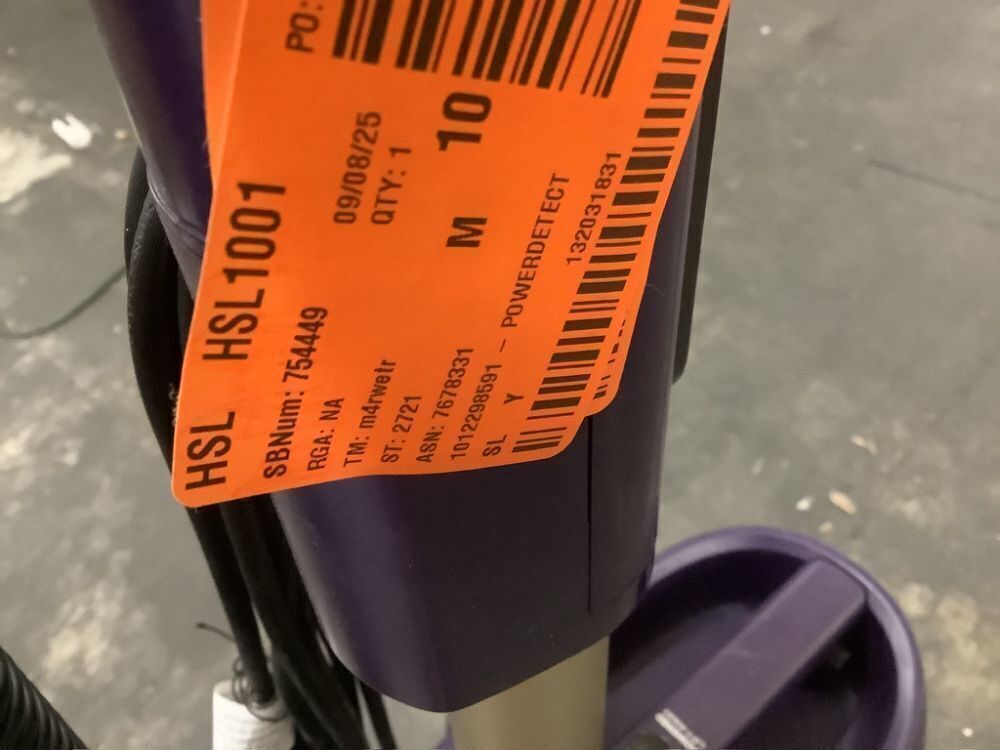 HSL HSL1001
PO:
SBNum: 754449
RGA: NA
09/08/25
TM: m4rwetr
QTY: 1
ST: 2721
ASN: 7678331
M 10
1012298591
SL - POWERDETECT
Y
132031831